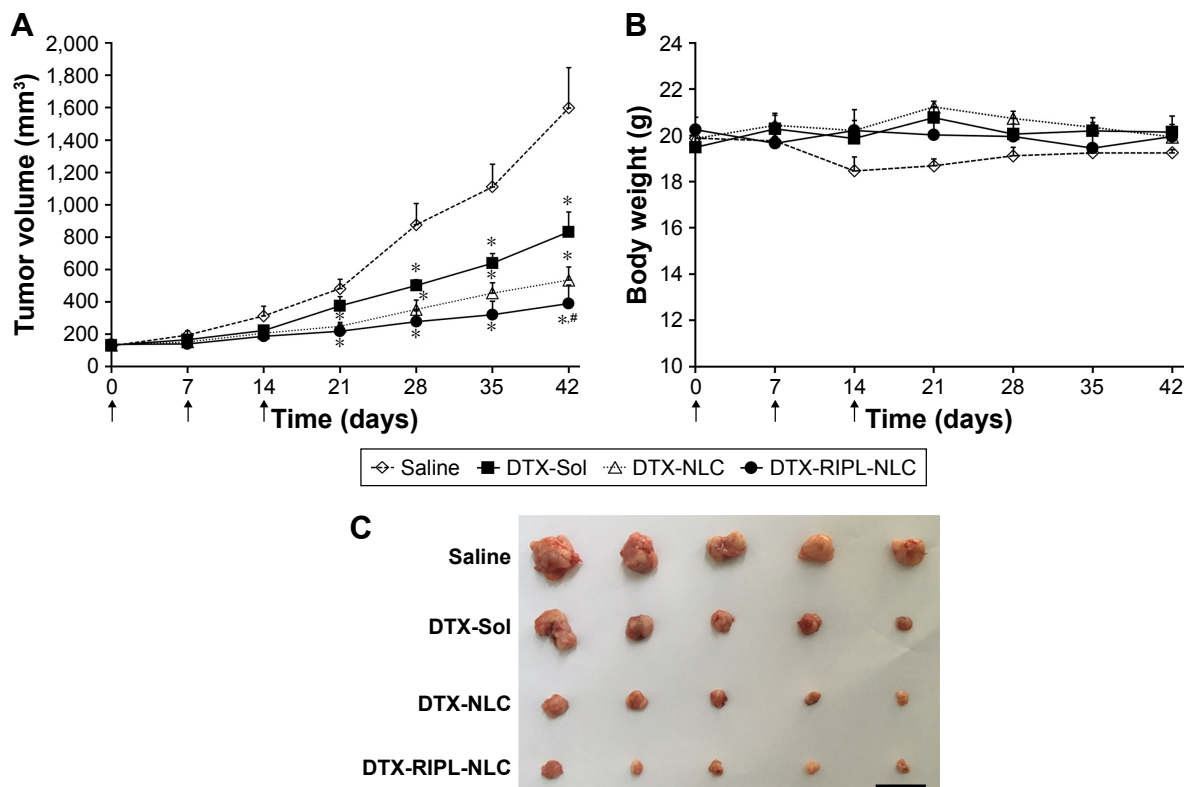 A
Tumor volume (mm³)
2,000
1,800
1,600
1,400
1,200
1,000
800
600
400
200
0
0 7 14 21 28 35 42
Time (days)
* * * * * * * * *,#
B
Body weight (g)
24
22
20
18
16
14
12
10
0 7 14 21 28 35 42
Time (days)
Saline DTX-Sol DTX-NLC DTX-RIPL-NLC
C
Saline
DTX-Sol
DTX-NLC
DTX-RIPL-NLC